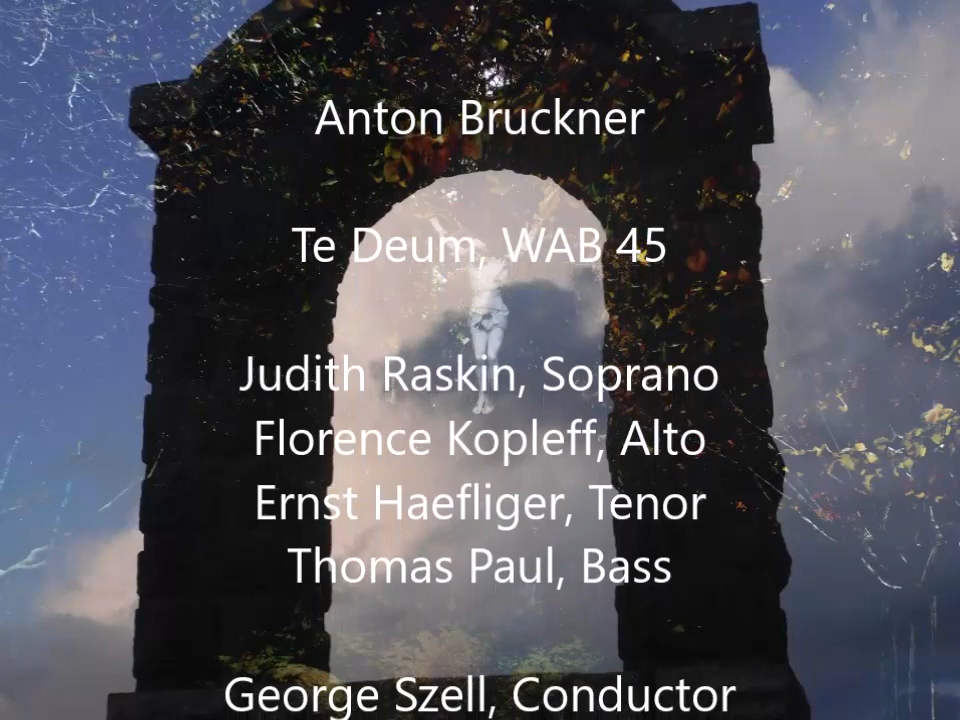 Anton Bruckner
Te Deum, WAB 45
Judith Raskin, Soprano
Florence Kopleff, Alto
Ernst Haefliger, Tenor
Thomas Paul, Bass
George Szell, Conductor